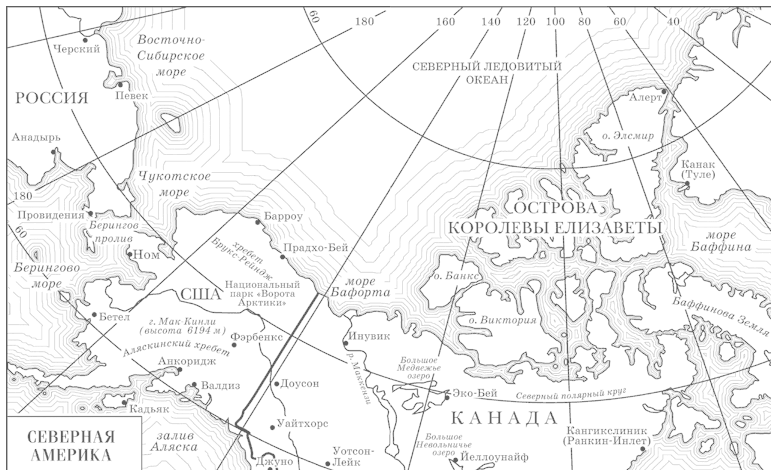 60
180
160
140
120
100
80
60
40
Черский
Восточно-
Сибирское
море
СЕВЕРНЫЙ ЛЕДОВИТЫЙ
ОКЕАН
РОССИЯ
Певек
Алерт
о. Элсмир
Анадырь
Канак
(Туле)
Чукотское
море
180
Провидения
Берингов
пролив
Барроу
ОСТРОВА
КОРОЛЕВЫ ЕЛИЗАВЕТЫ
море
Баффина
60
Ном
хребет
Брукс-Рейндж
Прадхо-Бей
Берингово
море
США
Национальный
парк «Ворота
Арктики»
море
Бафорта
о. Банкс
Баффинова Земля
Бетел
г. Мак-Кинли
(высота 6194 м)
о. Виктория
Аляскинский хребет
Фэрбенкс
Инувик
р. Маккензи
Большое
Медвежье
озеро
Анкоридж
Валдиз
Доусон
Эко-Бей
Северный полярный круг
Кадьяк
КАНАДА
Уайтхорс
Кангикслиник
(Ранкин-Инлет)
СЕВЕРНАЯ
АМЕРИКА
залив
Аляска
Большое
Невольничье
озеро
Джуно
Уотсон-
Лейк
Йеллоунайф